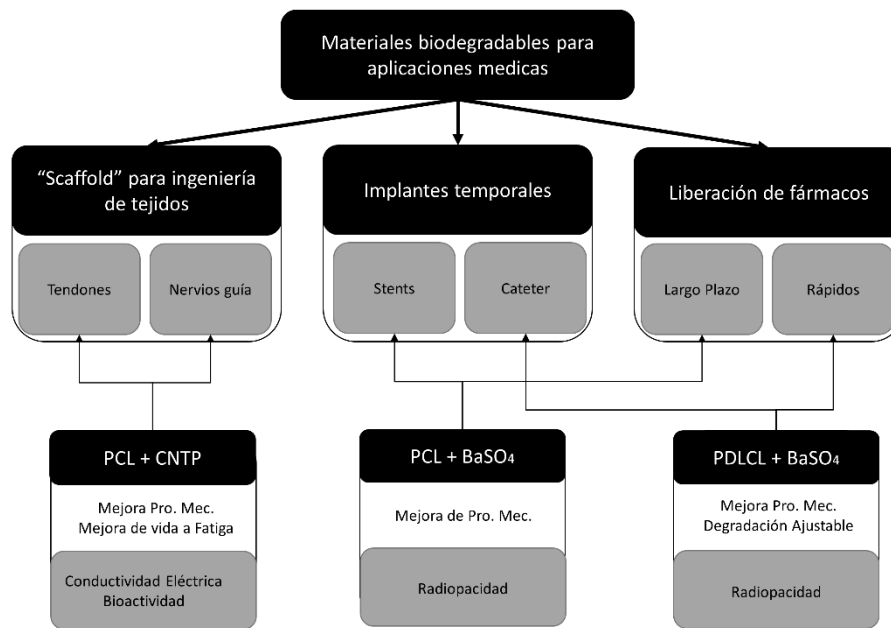 Materiales biodegradables para
aplicaciones medicas
“Scaffold” para ingeniería
de tejidos
Implantes temporales
Liberación de fármacos
Tendones
Nervios guía
Stents
Cateter
Largo Plazo
Rápidos
PCL + CNTP
PCL + BaSO₄
PDLCL + BaSO₄
Mejora Pro. Mec.
Mejora de vida a Fatiga
Mejora de Pro. Mec.
Mejora Pro. Mec.
Degradación Ajustable
Conductividad Eléctrica
Bioactividad
Radiopacidad
Radiopacidad